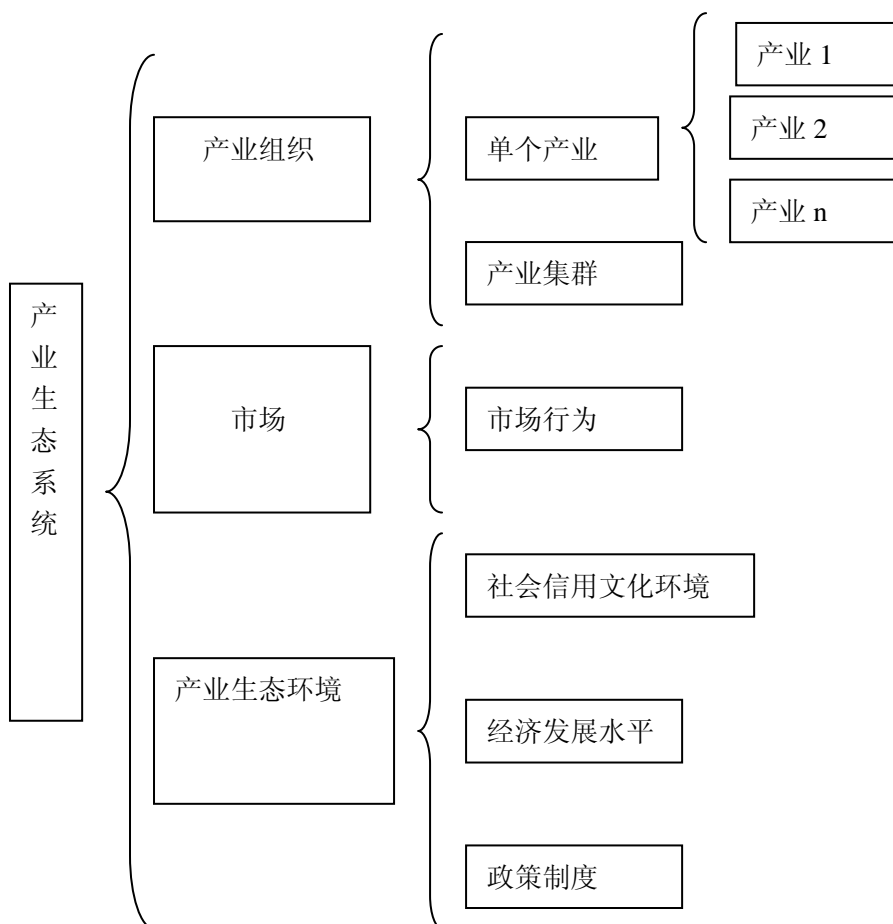 产业生态系统
产业组织
单个产业
产业 1
产业 2
产业 n
产业集群
市场
市场行为
产业生态环境
社会信用文化环境
经济发展水平
政策制度